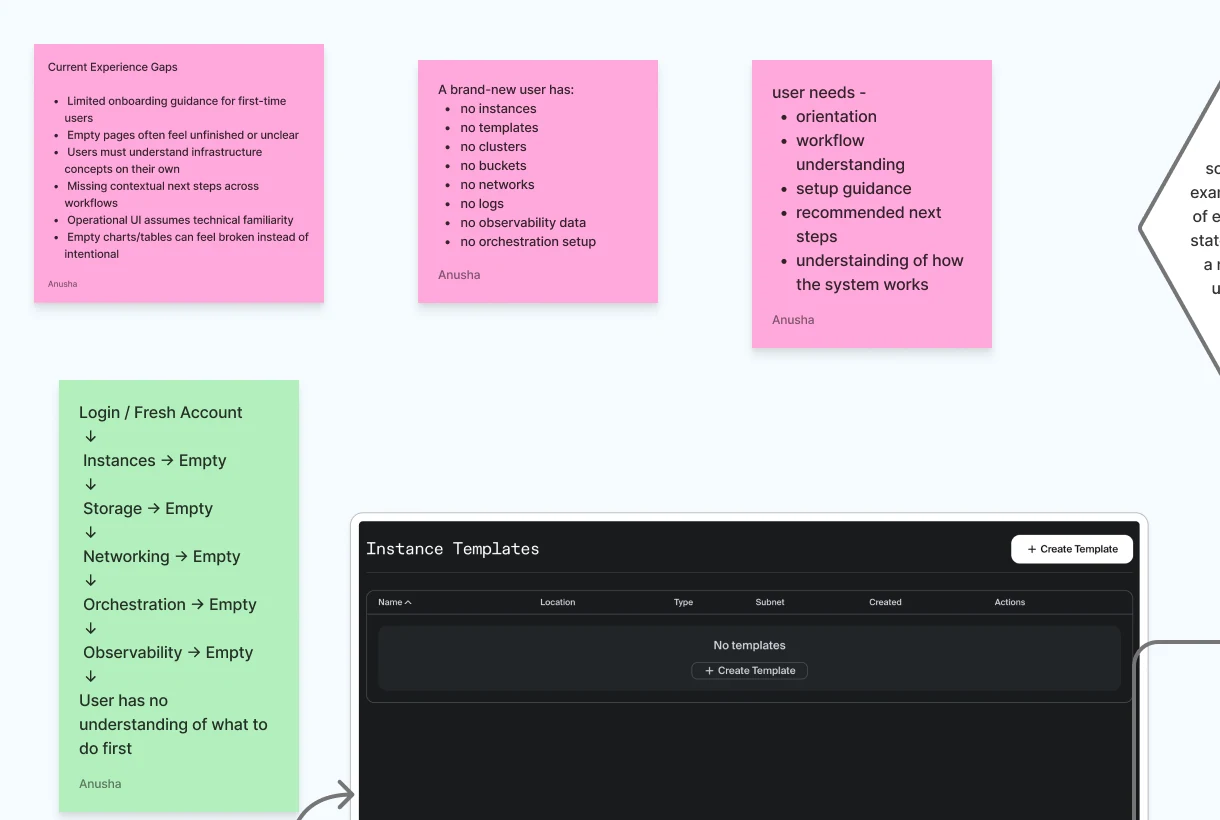 Current Experience Gaps
• Limited onboarding guidance for first-time
users
• Empty pages often feel unfinished or unclear
• Users must understand infrastructure
concepts on their own
• Missing contextual next steps across
workflows
• Operational UI assumes technical familiarity
• Empty charts/tables can feel broken instead of
intentional
Anusha
A brand-new user has:
• no instances
• no templates
• no clusters
• no buckets
• no networks
• no logs
• no observability data
• no orchestration setup
Anusha
user needs -
• orientation
• workflow
understanding
• setup guidance
• recommended next
steps
• understainding of how
the system works
Anusha
of
a
Login / Fresh Account
↓
Instances → Empty
↓
Storage → Empty
↓
Networking → Empty
↓
Orchestration → Empty
↓
Observability → Empty
↓
User has no
understanding of what to
do first
Anusha
Instance Templates
+ Create Template
Name Location Type Subnet Created Actions
No templates
+ Create Template